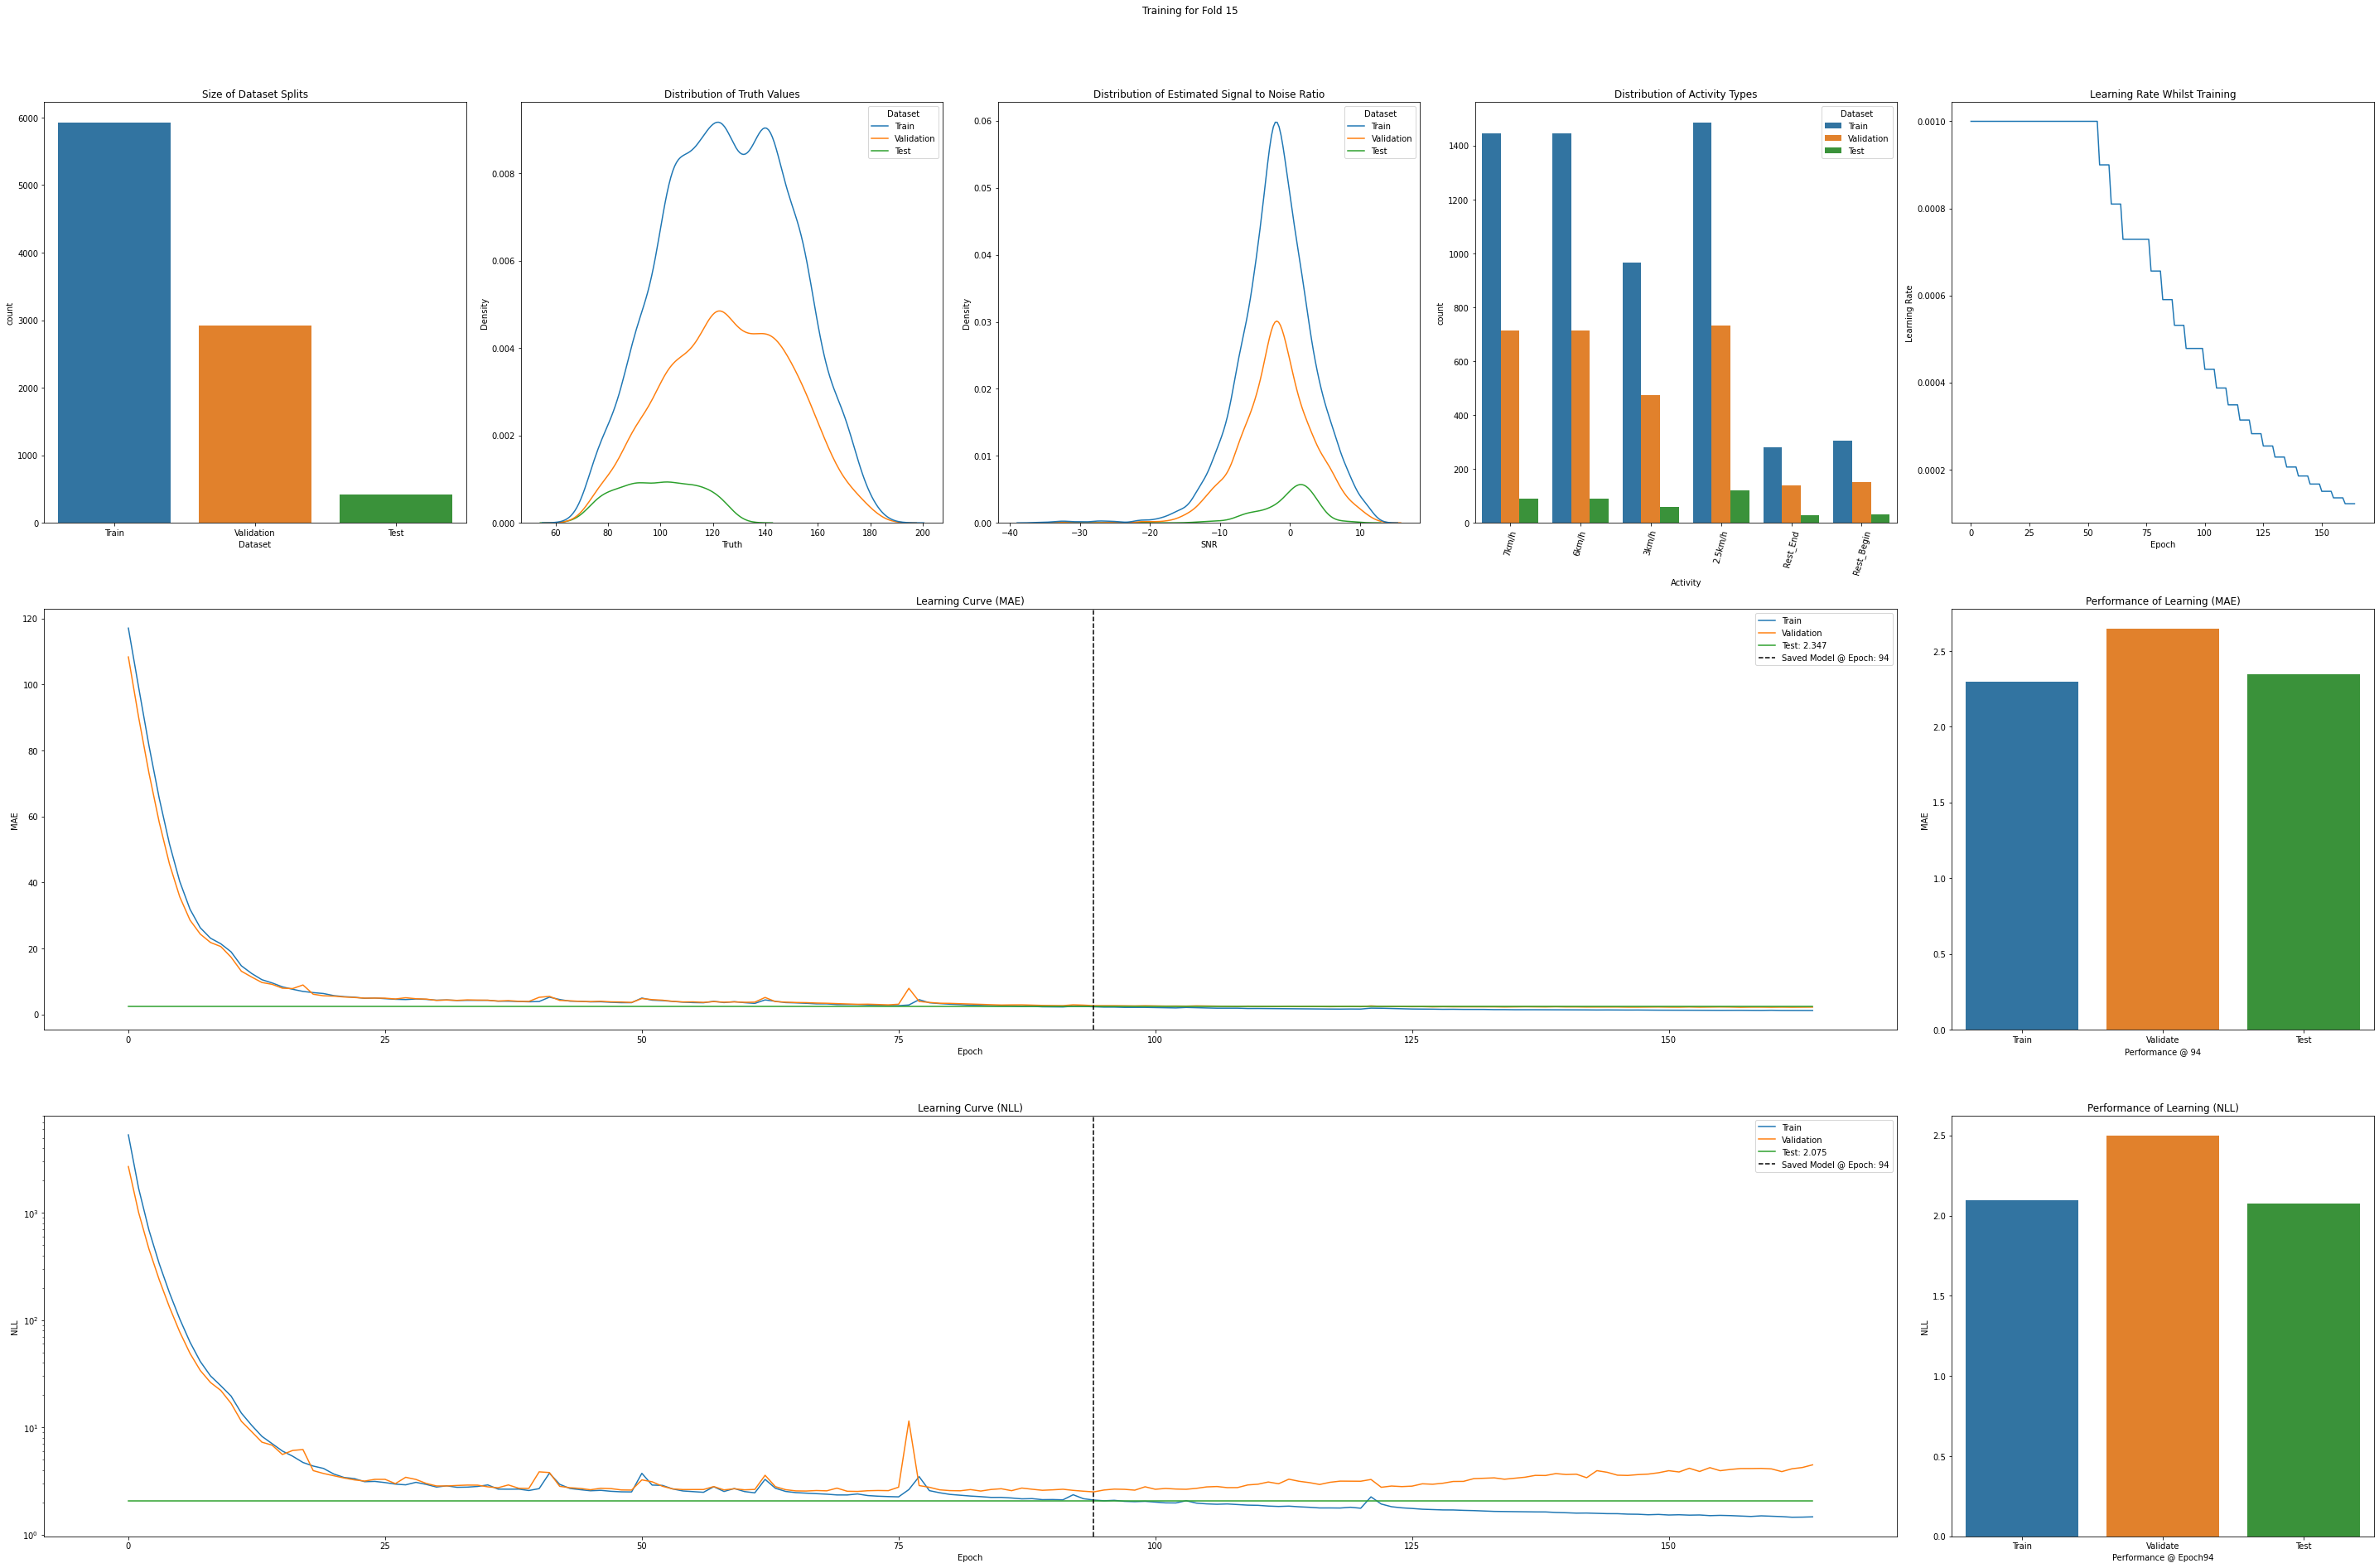 Training for Fold 15
Size of Dataset Splits
count
6000
5000
4000
3000
2000
1000
0
Train Validation Test
Dataset
Distribution of Truth Values
Dataset
Train
Validation
Test
Density
0.008
0.006
0.004
0.002
0.000
60 80 100 120 140 160 180 200
Truth
Distribution of Estimated Signal to Noise Ratio
Dataset
Train
Validation
Test
Density
0.06
0.05
0.04
0.03
0.02
0.01
0.00
−40 −30 −20 −10 0 10
SNR
Distribution of Activity Types
Dataset
Train
Validation
Test
count
1400
1200
1000
800
600
400
200
0
7km/h 6km/h 3km/h 2.5km/h Rest_End Rest_Begin
Activity
Learning Rate Whilst Training
Learning Rate
0.0010
0.0008
0.0006
0.0004
0.0002
0 25 50 75 100 125 150
Epoch
Learning Curve (MAE)
Train
Validation
Test: 2.347
Saved Model @ Epoch: 94
MAE
120
100
80
60
40
20
0
0 25 50 75 100 125 150
Epoch
Performance of Learning (MAE)
MAE
2.5
2.0
1.5
1.0
0.5
0.0
Train Validate Test
Performance @ 94
Learning Curve (NLL)
Train
Validation
Test: 2.075
Saved Model @ Epoch: 94
NLL
10³
10²
10¹
10⁰
0 25 50 75 100 125 150
Epoch
Performance of Learning (NLL)
NLL
2.5
2.0
1.5
1.0
0.5
0.0
Train Validate Test
Performance @ Epoch94